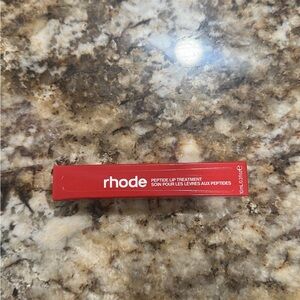 rhode
PEPTIDE LIP TREATMENT
SOIN POUR LES LÈVRES AUX PEPTIDES